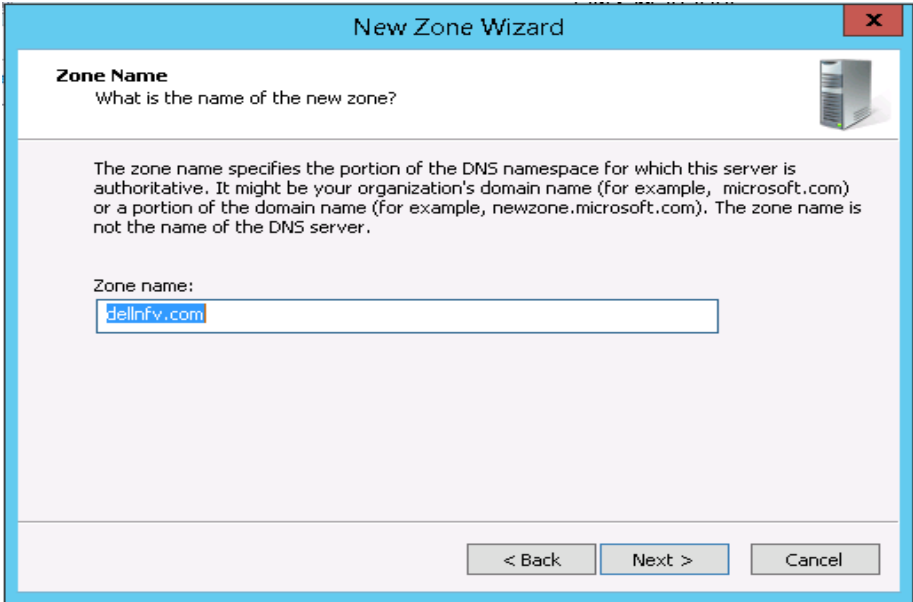 New Zone Wizard
x
Zone Name
What is the name of the new zone?
The zone name specifies the portion of the DNS namespace for which this server is
authoritative. It might be your organization's domain name (for example, microsoft.com)
or a portion of the domain name (for example, newzone.microsoft.com). The zone name is
not the name of the DNS server.
Zone name:
dellnfv.com
< Back
Next >
Cancel